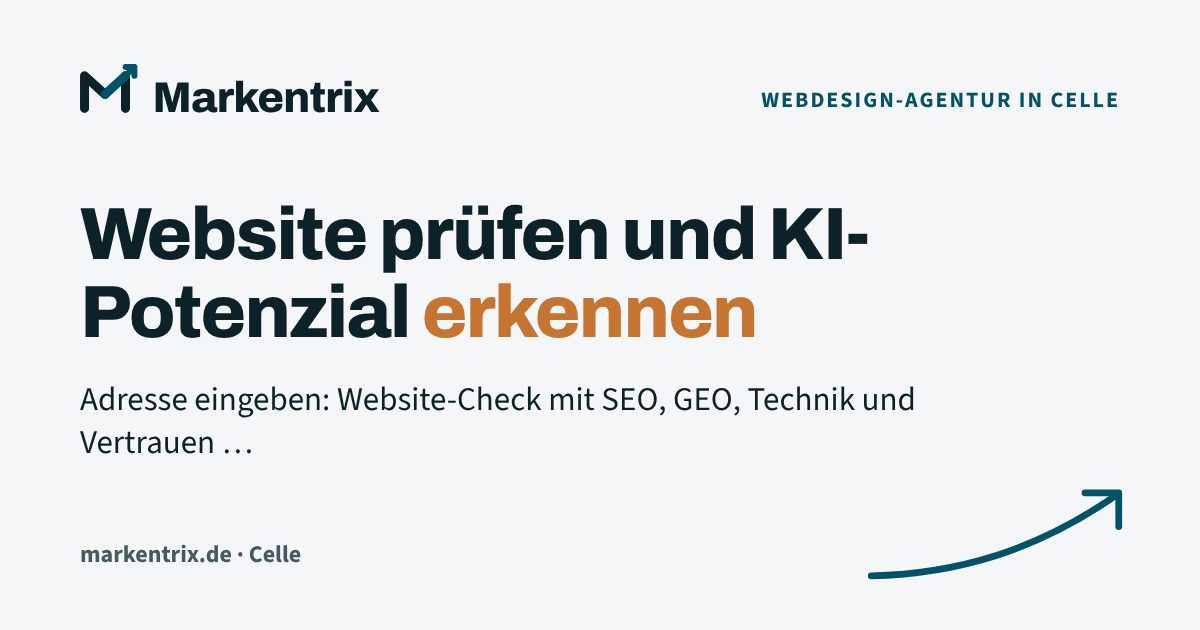 Markentrix
WEBDESIGN-AGENTUR IN CELLE
Website prüfen und KI-
Potenzial erkennen
Adresse eingeben: Website-Check mit SEO, GEO, Technik und
Vertrauen …
markentrix.de · Celle